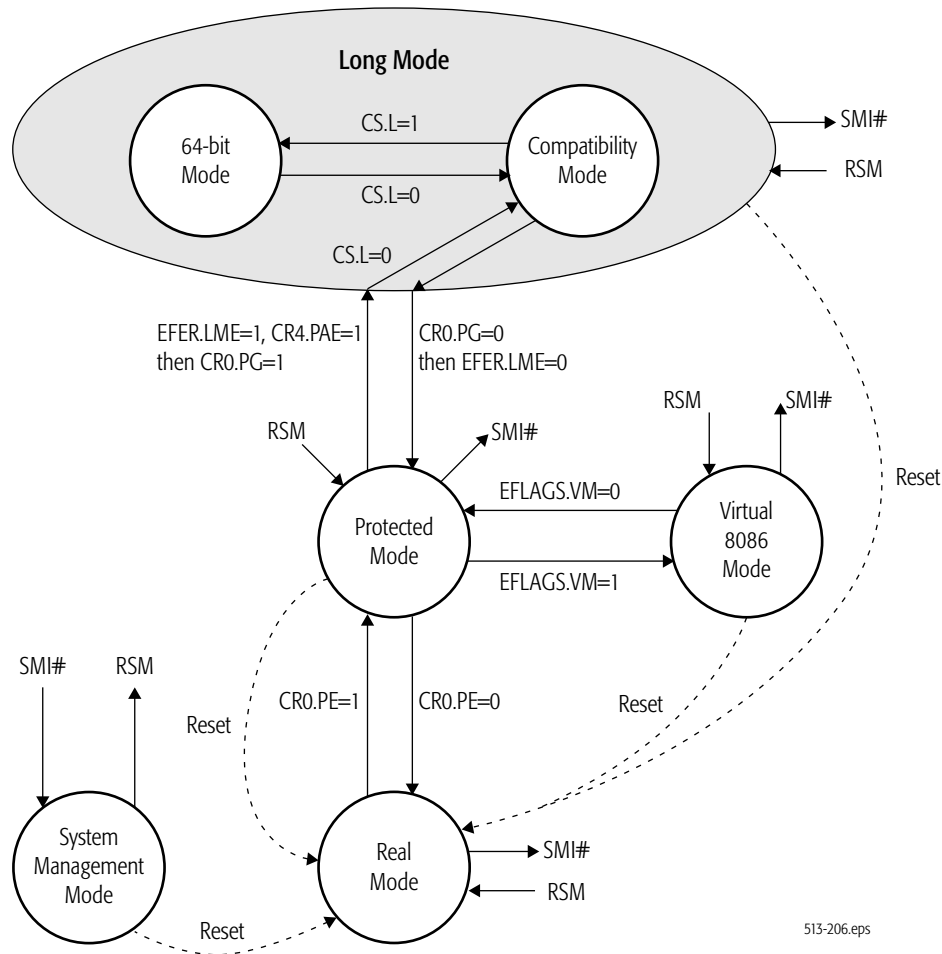 Long Mode
64-bit
Mode
CS.L=1
CS.L=0
Compatibility
Mode
SMI#
RSM
CS.L=0
EFER.LME=1, CR4.PAE=1
then CR0.PG=1
CR0.PG=0
then EFER.LME=0
RSM
SMI#
RSM
SMI#
Reset
Protected
Mode
EFLAGS.VM=0
EFLAGS.VM=1
Virtual
8086
Mode
SMI#
RSM
Reset
CR0.PE=1
CR0.PE=0
Reset
System
Management
Mode
Real
Mode
SMI#
RSM
Reset
513-206.eps